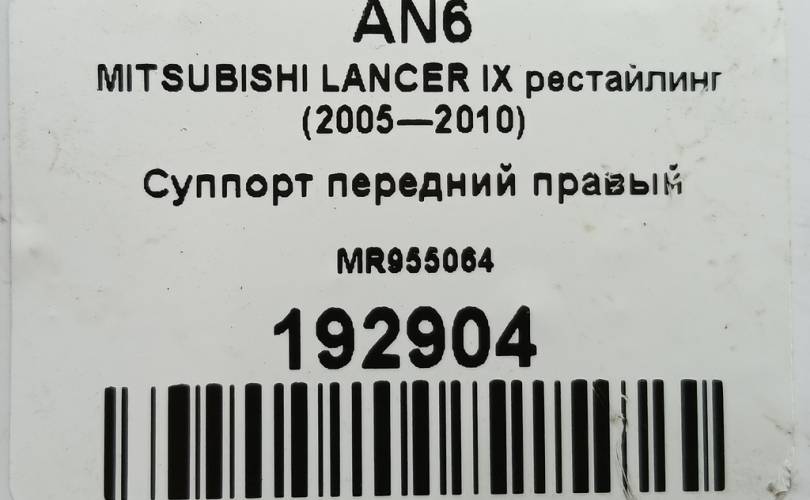 AN6
MITSUBISHI LANCER IX рестайлинг
(2005—2010)
Суппорт передний правый
MR955064
192904